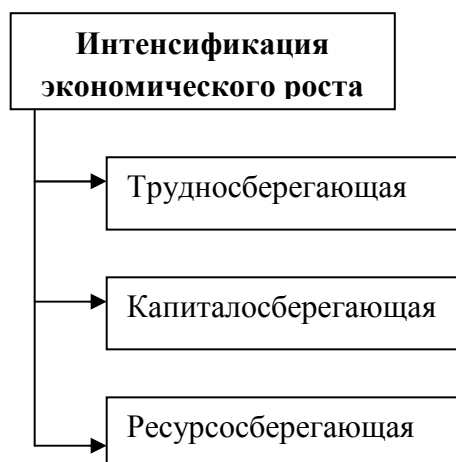 Интенсификация
экономического роста
Трудносберегающая
Капиталосберегающая
Ресурсосберегающая